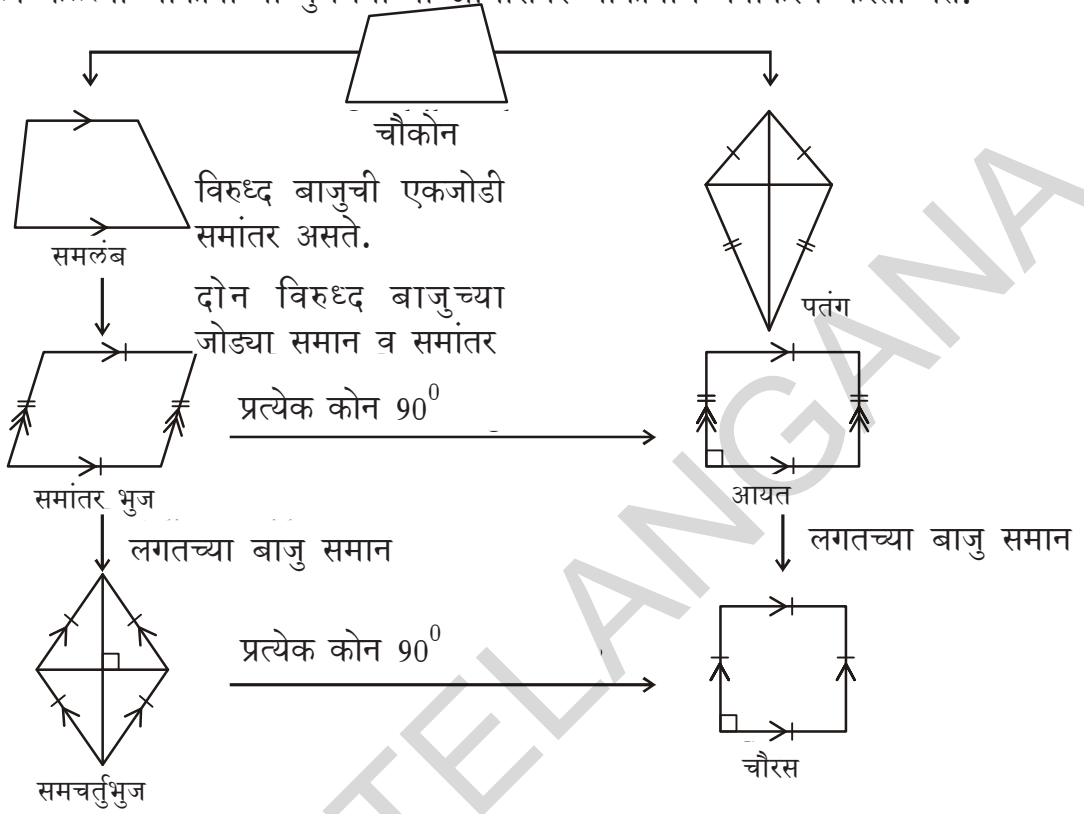 चौकोन
विरुध्द बाजुची एकजोडी
समांतर असते.
समलंब
दोन विरुध्द बाजुच्या
जोड्या समान व समांतर
पतंग
प्रत्येक कोन 90⁰
समांतर भुज
आयत
लगतच्या बाजु समान
लगतच्या बाजु समान
प्रत्येक कोन 90⁰
समचर्तुभुज
चौरस
TELANGANA